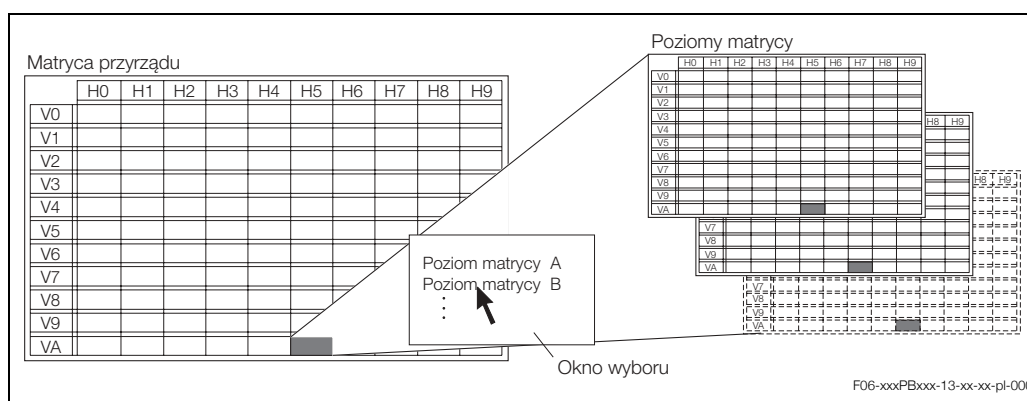 Poziomy matrycy
Matryca przyrządu
H0 H1 H2 H3 H4 H5 H6 H7 H8 H9
V0
V1
V2
V3
V4
V5
V6
V7
V8
V9
VA
H0 H1 H2 H3 H4 H5 H6 H7 H8 H9
V0
V1
V2
V3
V4
V5
V6
V7
V8
V9
VA
H8 H9
V7
V8
V9
VA
H8 H9
V7
V8
V9
VA
Poziom matrycy A
Poziom matrycy B
Okno wyboru
F06-xxxPBxxx-13-xx-xx-pl-000